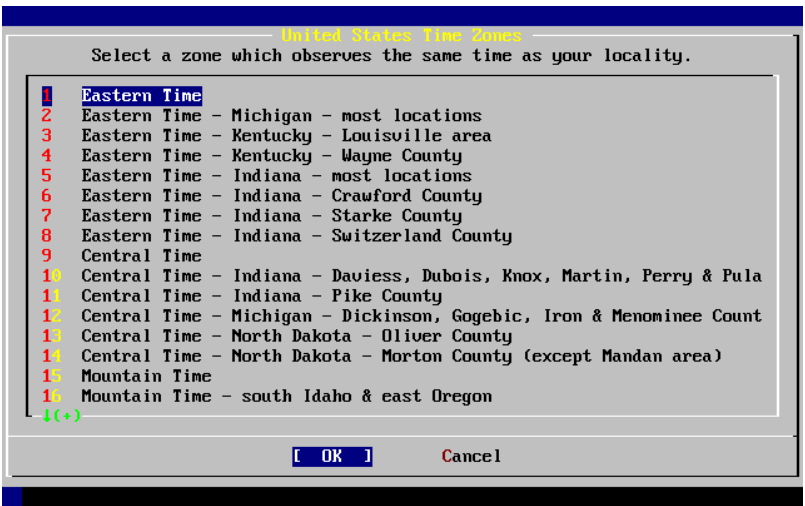 United States Time Zones
Select a zone which observes the same time as your locality.
1 Eastern Time
2 Eastern Time - Michigan - most locations
3 Eastern Time - Kentucky - Louisville area
4 Eastern Time - Kentucky - Wayne County
5 Eastern Time - Indiana - most locations
6 Eastern Time - Indiana - Crawford County
7 Eastern Time - Indiana - Starke County
8 Eastern Time - Indiana - Switzerland County
9 Central Time
10 Central Time - Indiana - Daviess, Dubois, Knox, Martin, Perry & Pula
11 Central Time - Indiana - Pike County
12 Central Time - Michigan - Dickinson, Gogebic, Iron & Menominee Count
13 Central Time - North Dakota - Oliver County
14 Central Time - North Dakota - Morton County (except Mandan area)
15 Mountain Time
16 Mountain Time - south Idaho & east Oregon
↓(+)
[ OK ] Cancel